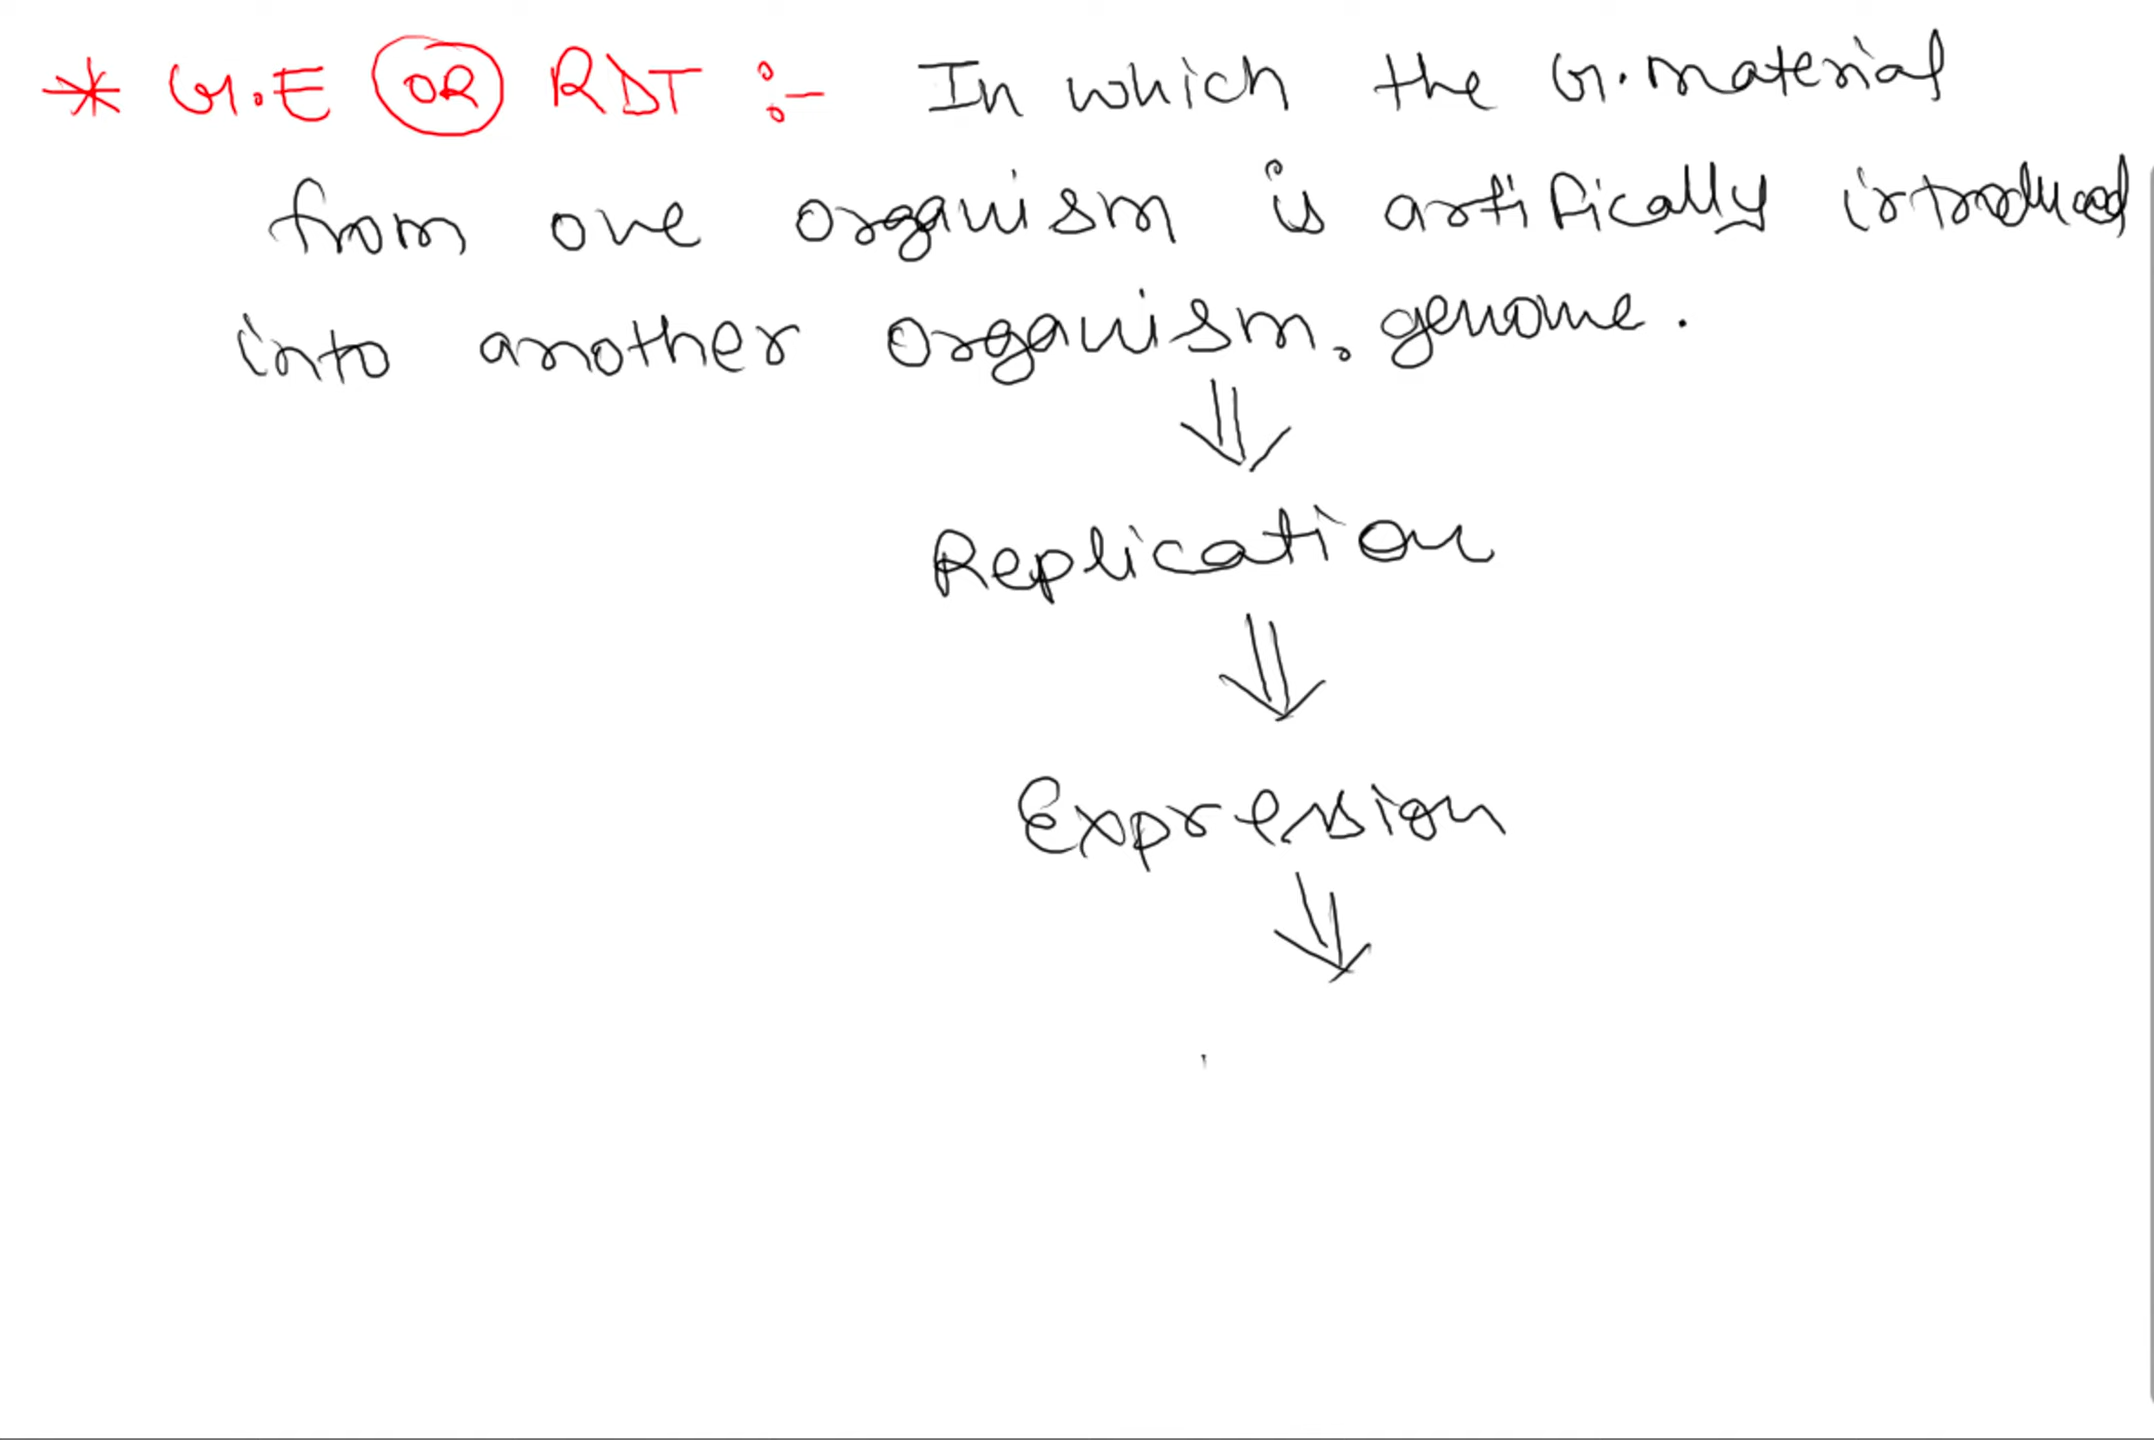 * G.E OR RDT :- In which the G.material
from one organism is artifically introduced
into another organism. genome.
Replication
Expression